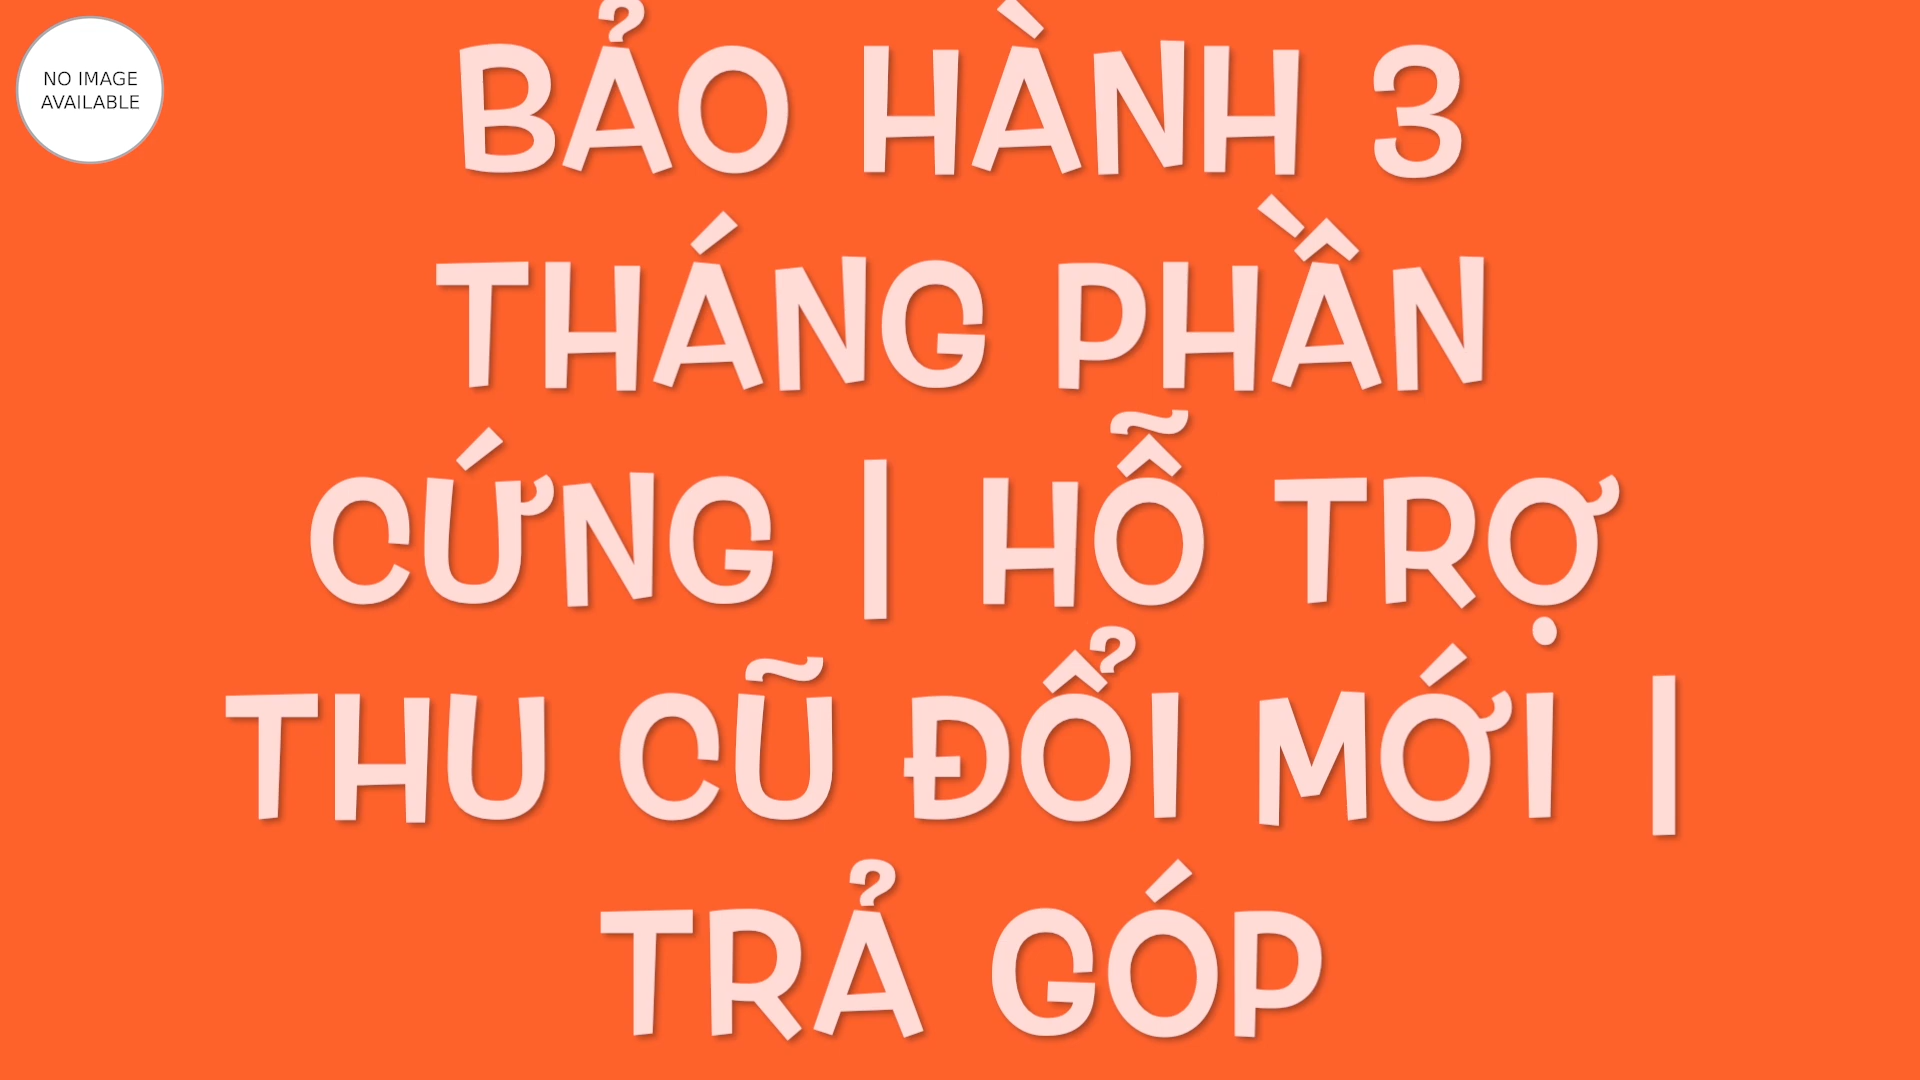 NO IMAGE
AVAILABLE
BẢO HÀNH 3
THÁNG PHẦN
CỨNG | HỖ TRỢ
THU CŨ ĐỔI MỚI |
TRẢ GÓP